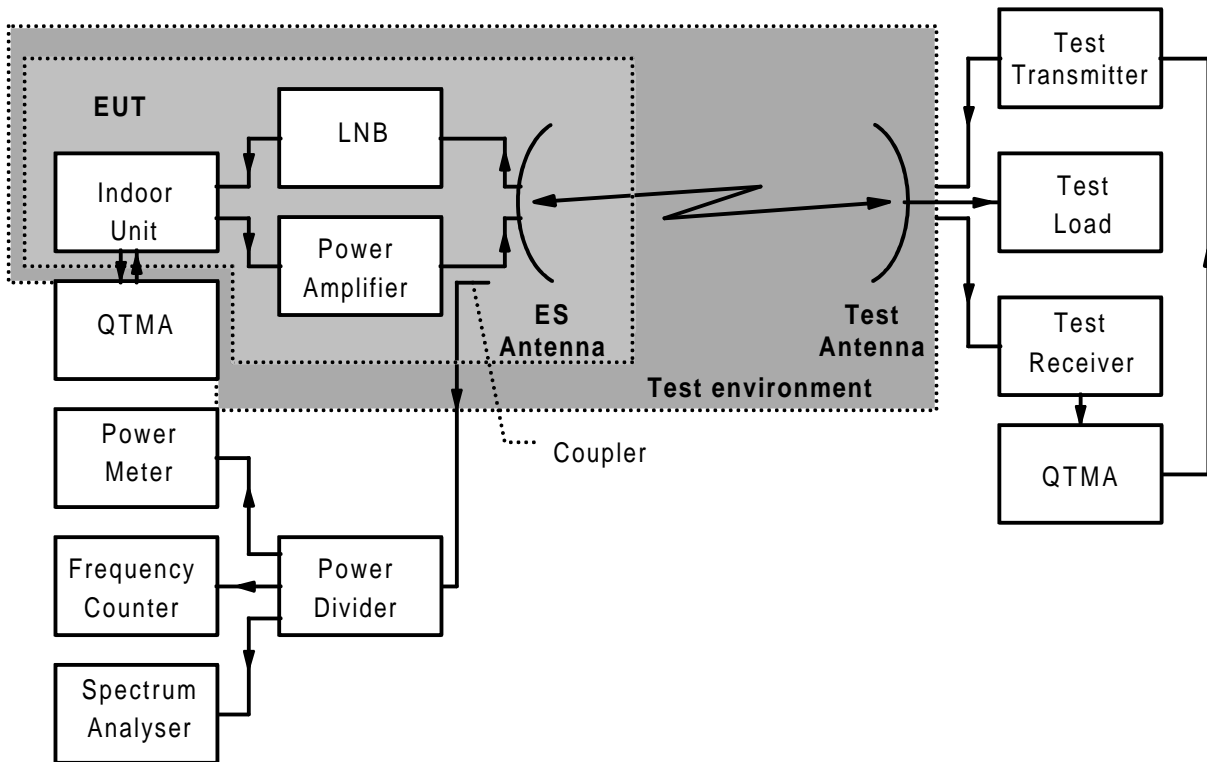 Test
Transmitter
EUT
LNB
Indoor
Unit
Test
Load
Power
Amplifier
QTMA
ES
Antenna
Test
Antenna
Test
Receiver
Test environment
Power
Meter
Coupler
QTMA
Frequency
Counter
Power
Divider
Spectrum
Analyser